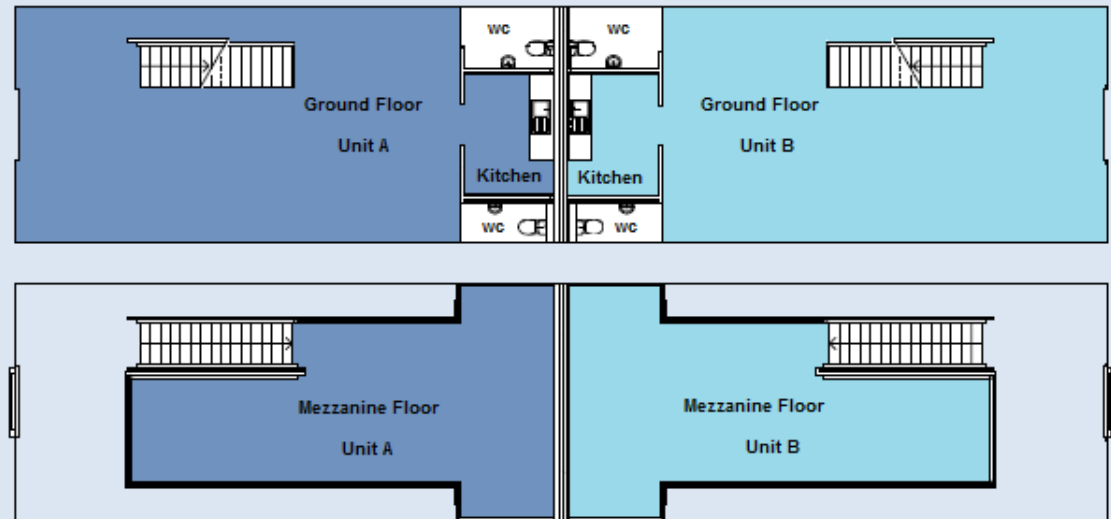 wc
wc
Ground Floor
Unit A
Ground Floor
Unit B
Kitchen
Kitchen
wc
wc
Mezzanine Floor
Unit A
Mezzanine Floor
Unit B